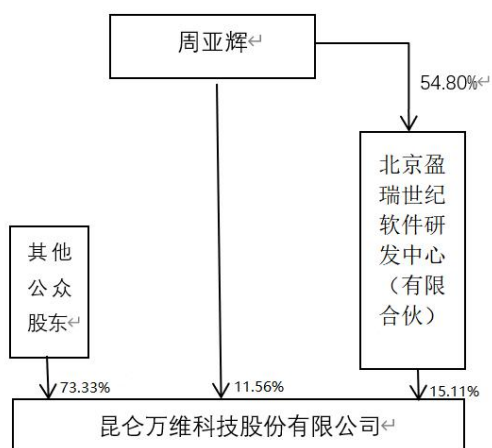 周亚辉
54.80%
北京盈
瑞世纪
软件研
发中心
（有限
合伙）
其他
公众
股东
73.33%
11.56%
15.11%
昆仑万维科技股份有限公司